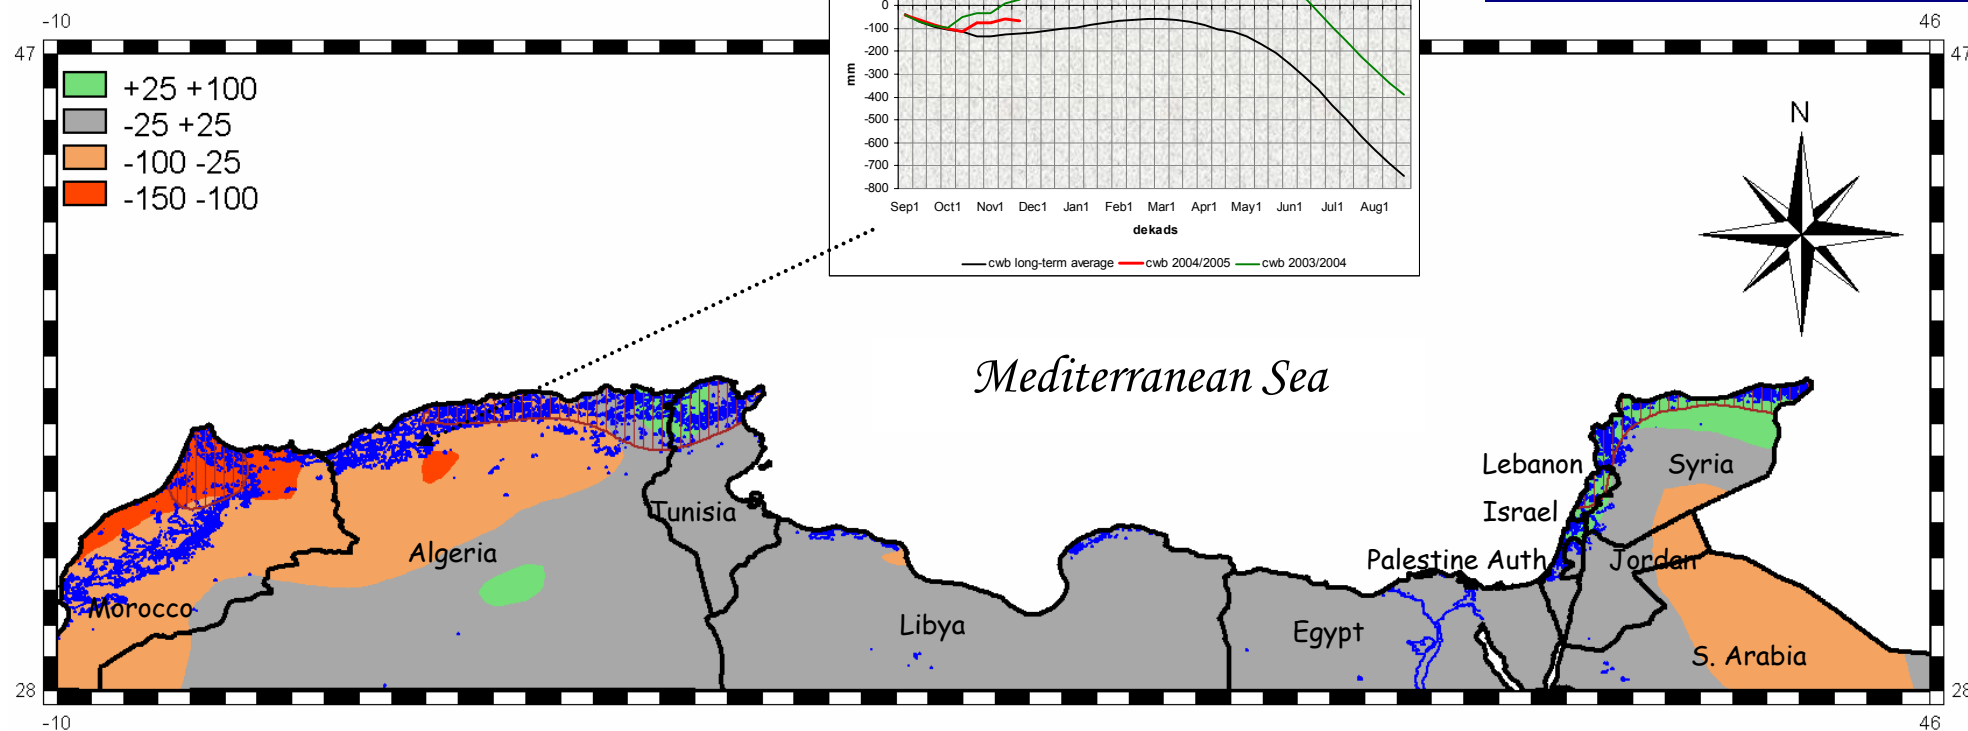 -10
46
47
47
+25 +100
-25 +25
-100 -25
-150 -100
0
-100
-200
-300
-400
-500
-600
-700
-800
mm
Sep1 Oct1 Nov1 Dec1 Jan1 Feb1 Mar1 Apr1 May1 Jun1 Jul1 Aug1
dekads
cwb long-term average cwb 2004/2005 cwb 2003/2004
N
Mediterranean Sea
Lebanon
Syria
Israel
Tunisia
Algeria
Palestine Auth
Jordan
Morocco
Libya
Egypt
S. Arabia
28
28
-10
46